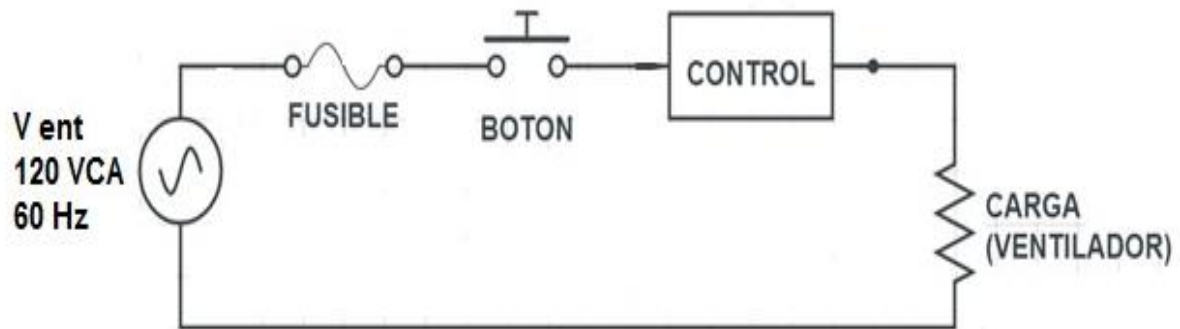 V ent
120 VCA
60 Hz
FUSIBLE
BOTON
CONTROL
CARGA
(VENTILADOR)